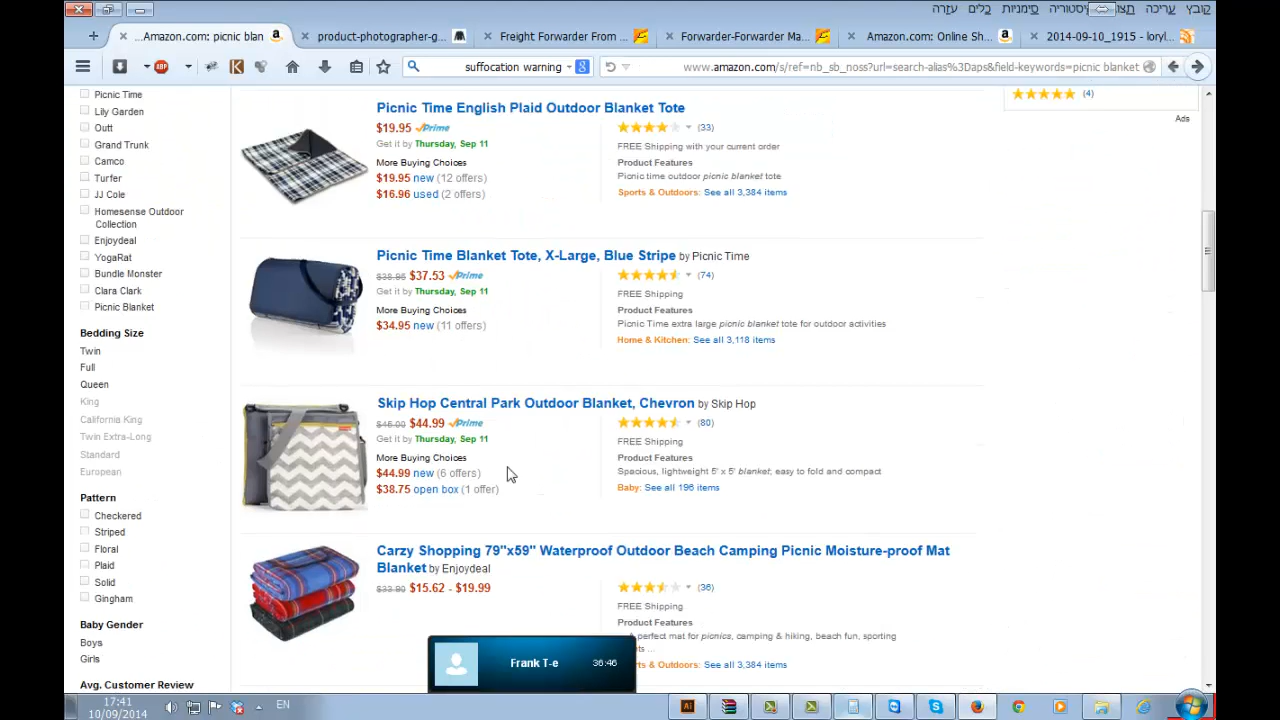 קובץ עריכה תצו יסטוריה סימניות כלים עזרה
...Amazon.com: picnic blan
product-photographer-g...
Freight Forwarder From ...
Forwarder-Forwarder Ma...
Amazon.com: Online Sh...
2014-09-10_1915 - loryl...
suffocation warning
www.amazon.com/s/ref=nb_sb_noss?url=search-alias%3Daps&field-keywords=picnic blanket
Picnic Time
Lily Garden
Outt
Grand Trunk
Camco
Turfer
JJ Cole
Homesense Outdoor
Collection
Enjoydeal
YogaRat
Bundle Monster
Clara Clark
Picnic Blanket
Bedding Size
Twin
Full
Queen
King
California King
Twin Extra-Long
Standard
European
Pattern
Checkered
Striped
Floral
Plaid
Solid
Gingham
Baby Gender
Boys
Girls
Avg. Customer Review
Picnic Time English Plaid Outdoor Blanket Tote
$19.95 Prime
Get it by Thursday, Sep 11
More Buying Choices
$19.95 new (12 offers)
$16.96 used (2 offers)
(33)
FREE Shipping with your current order
Product Features
Picnic time outdoor picnic blanket tote
Sports & Outdoors: See all 3,384 items
Picnic Time Blanket Tote, X-Large, Blue Stripe by Picnic Time
$38.95 $37.53 Prime
Get it by Thursday, Sep 11
More Buying Choices
$34.95 new (11 offers)
(74)
FREE Shipping
Product Features
Picnic Time extra large picnic blanket tote for outdoor activities
Home & Kitchen: See all 3,118 items
Skip Hop Central Park Outdoor Blanket, Chevron by Skip Hop
$45.00 $44.99 Prime
Get it by Thursday, Sep 11
More Buying Choices
$44.99 new (6 offers)
$38.75 open box (1 offer)
(80)
FREE Shipping
Product Features
Spacious, lightweight 5' x 5' blanket; easy to fold and compact
Baby: See all 196 items
Carzy Shopping 79"x59" Waterproof Outdoor Beach Camping Picnic Moisture-proof Mat
Blanket by Enjoydeal
$33.90 $15.62 - $19.99
(36)
FREE Shipping
Product Features
perfect mat for picnics, camping & hiking, beach fun, sporting
ts ...
orts & Outdoors: See all 3,384 items
(4)
Ads
Frank T-e 36:46
17:41
10/09/2014
EN